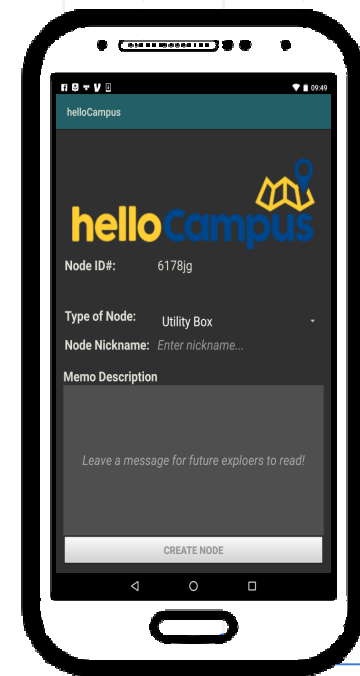 09:49
helloCampus
helloCampus
Node ID#: 6178jg
Type of Node: Utility Box
Node Nickname: Enter nickname...
Memo Description
Leave a message for future exploers to read!
CREATE NODE